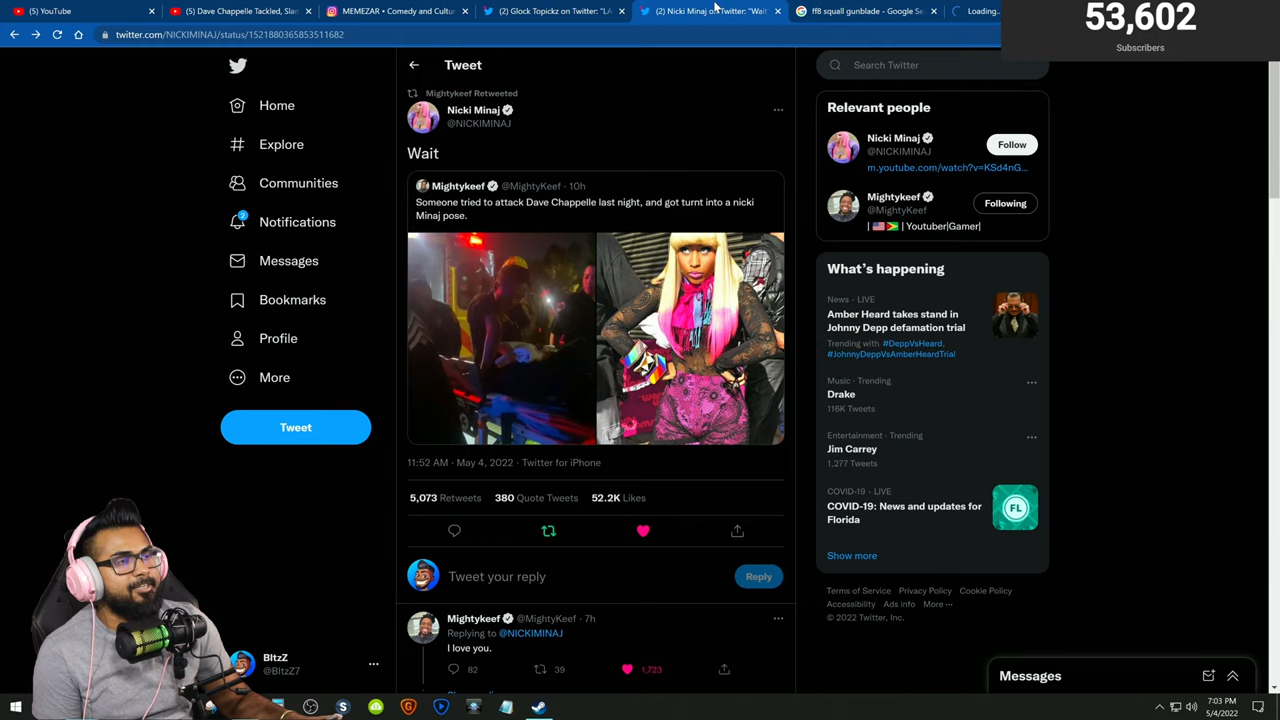 (5) YouTube
(5) Dave Chappelle Tackled, Slan
MEMEZAR • Comedy and Cultur
(2) Glock Topickz on Twitter: "LA
(2) Nicki Minaj on Twitter: "Wait
ff8 squall gunblade - Google Se
Loading...
53,602
Subscribers
twitter.com/NICKIMINAJ/status/1521880365853511682
Home
Explore
Communities
2
Notifications
Messages
Bookmarks
Profile
More
Tweet
BltzZ
@BltzZ7
Tweet
Mightykeef Retweeted
Nicki Minaj
@NICKIMINAJ
Wait
Mightykeef @MightyKeef · 10h
Someone tried to attack Dave Chappelle last night, and got turnt into a nicki
Minaj pose.
11:52 AM · May 4, 2022 · Twitter for iPhone
5,073 Retweets 380 Quote Tweets 52.2K Likes
Tweet your reply
Reply
Mightykeef @MightyKeef · 7h
Replying to @NICKIMINAJ
I love you.
82 39 1,723
Search Twitter
Relevant people
Nicki Minaj
@NICKIMINAJ
Follow
m.youtube.com/watch?v=KSd4nG...
Mightykeef
@MightyKeef
Following
| 🇺🇸 🇬🇾 | Youtuber|Gamer|
What's happening
News · LIVE
Amber Heard takes stand in
Johnny Depp defamation trial
Trending with #DeppVsHeard,
#JohnnyDeppVsAmberHeardTrial
Music · Trending
Drake
116K Tweets
Entertainment · Trending
Jim Carrey
1,277 Tweets
COVID-19 · LIVE
COVID-19: News and updates for
Florida
FL
Show more
Terms of Service Privacy Policy Cookie Policy
Accessibility Ads info More ···
© 2022 Twitter, Inc.
Messages
7:03 PM
5/4/2022